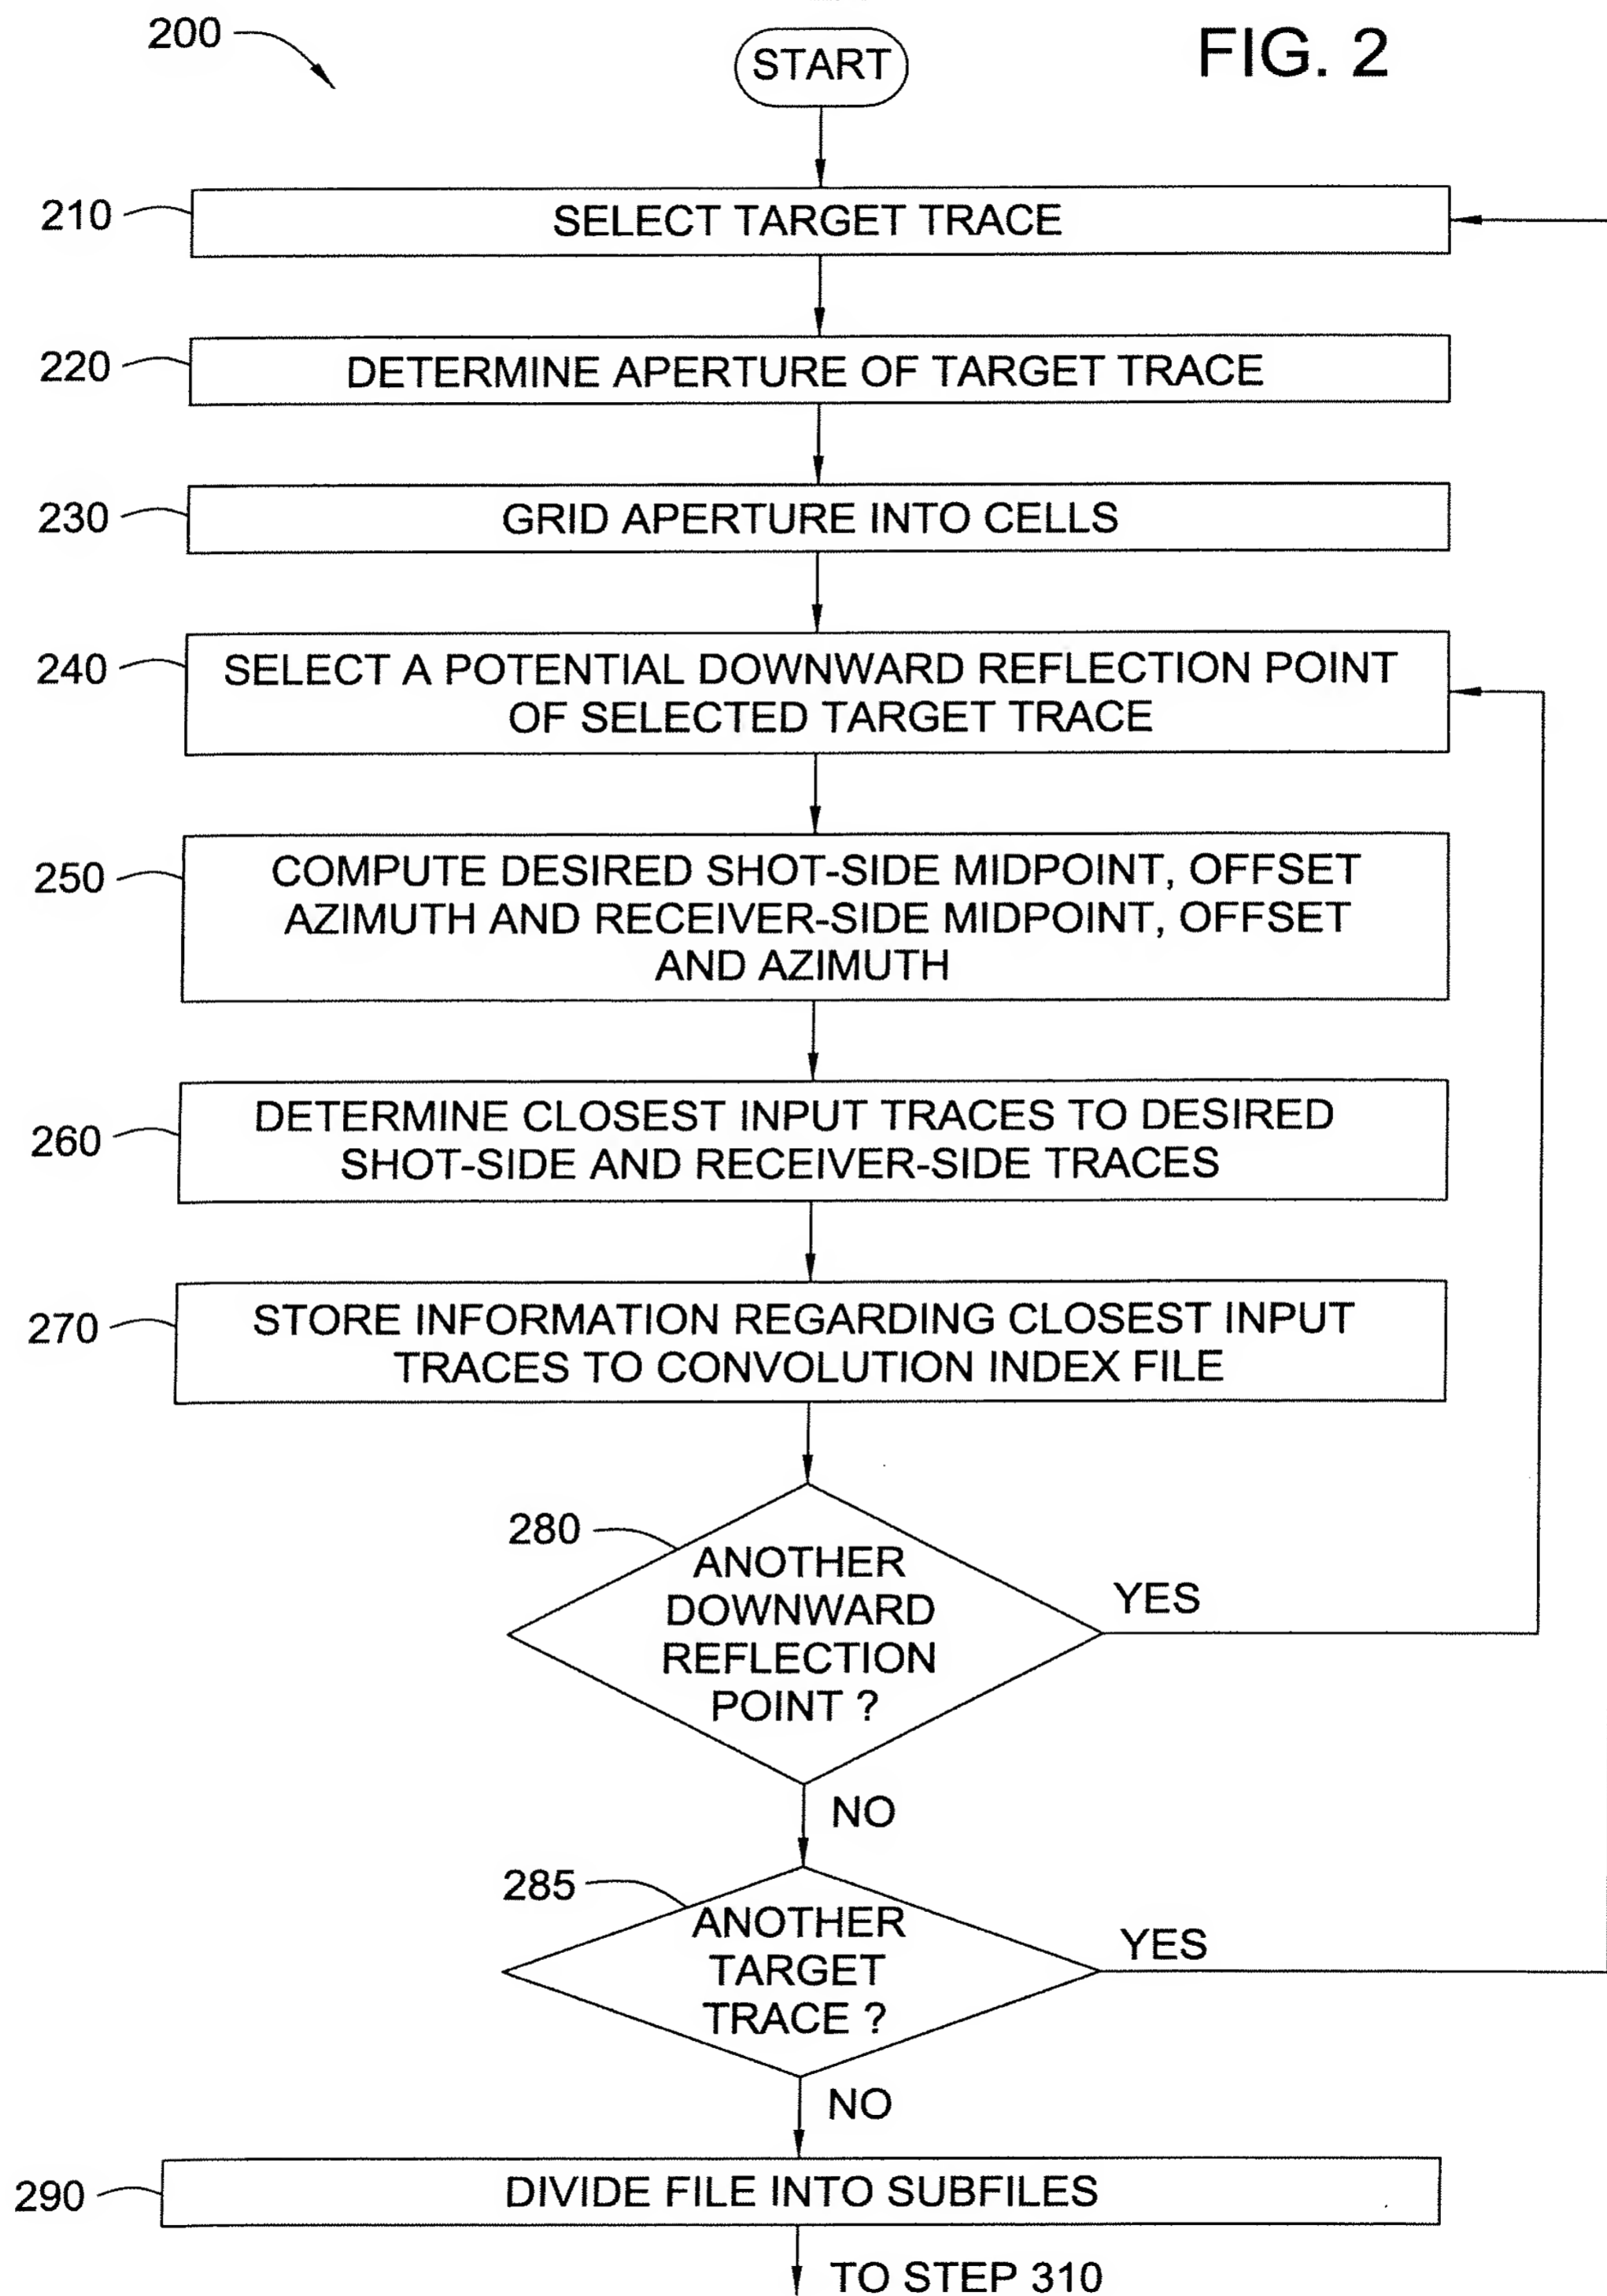 200
START
FIG. 2
210
SELECT TARGET TRACE
220
DETERMINE APERTURE OF TARGET TRACE
230
GRID APERTURE INTO CELLS
240
SELECT A POTENTIAL DOWNWARD REFLECTION POINT
OF SELECTED TARGET TRACE
250
COMPUTE DESIRED SHOT-SIDE MIDPOINT, OFFSET
AZIMUTH AND RECEIVER-SIDE MIDPOINT, OFFSET
AND AZIMUTH
260
DETERMINE CLOSEST INPUT TRACES TO DESIRED
SHOT-SIDE AND RECEIVER-SIDE TRACES
270
STORE INFORMATION REGARDING CLOSEST INPUT
TRACES TO CONVOLUTION INDEX FILE
280
ANOTHER
DOWNWARD
REFLECTION
POINT ?
YES
NO
285
ANOTHER
TARGET
TRACE ?
YES
NO
290
DIVIDE FILE INTO SUBFILES
TO STEP 310